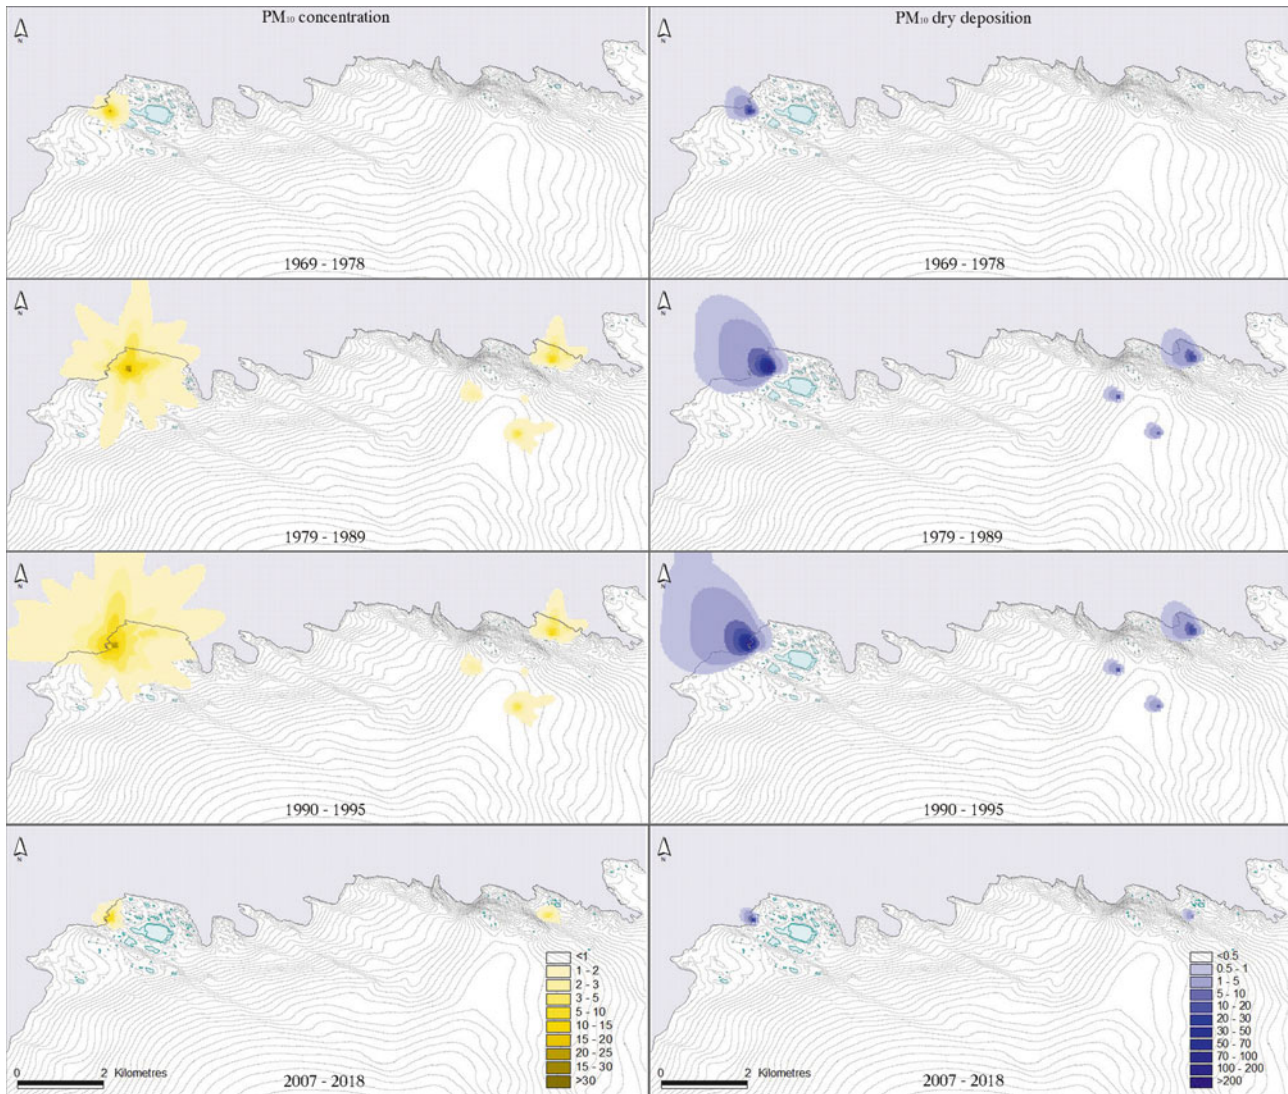 PM₁₀ concentration
N
1969 - 1978
PM₁₀ dry deposition
N
1969 - 1978
N
1979 - 1989
N
1979 - 1989
N
1990 - 1995
N
1990 - 1995
N
<1
1 - 2
2 - 3
3 - 5
5 - 10
10 - 15
15 - 20
20 - 25
15 - 30
>30
0 2 Kilometres
2007 - 2018
N
<0.5
0.5 - 1
1 - 5
5 - 10
10 - 20
20 - 30
30 - 50
50 - 70
70 - 100
100 - 200
>200
0 2 Kilometres
2007 - 2018